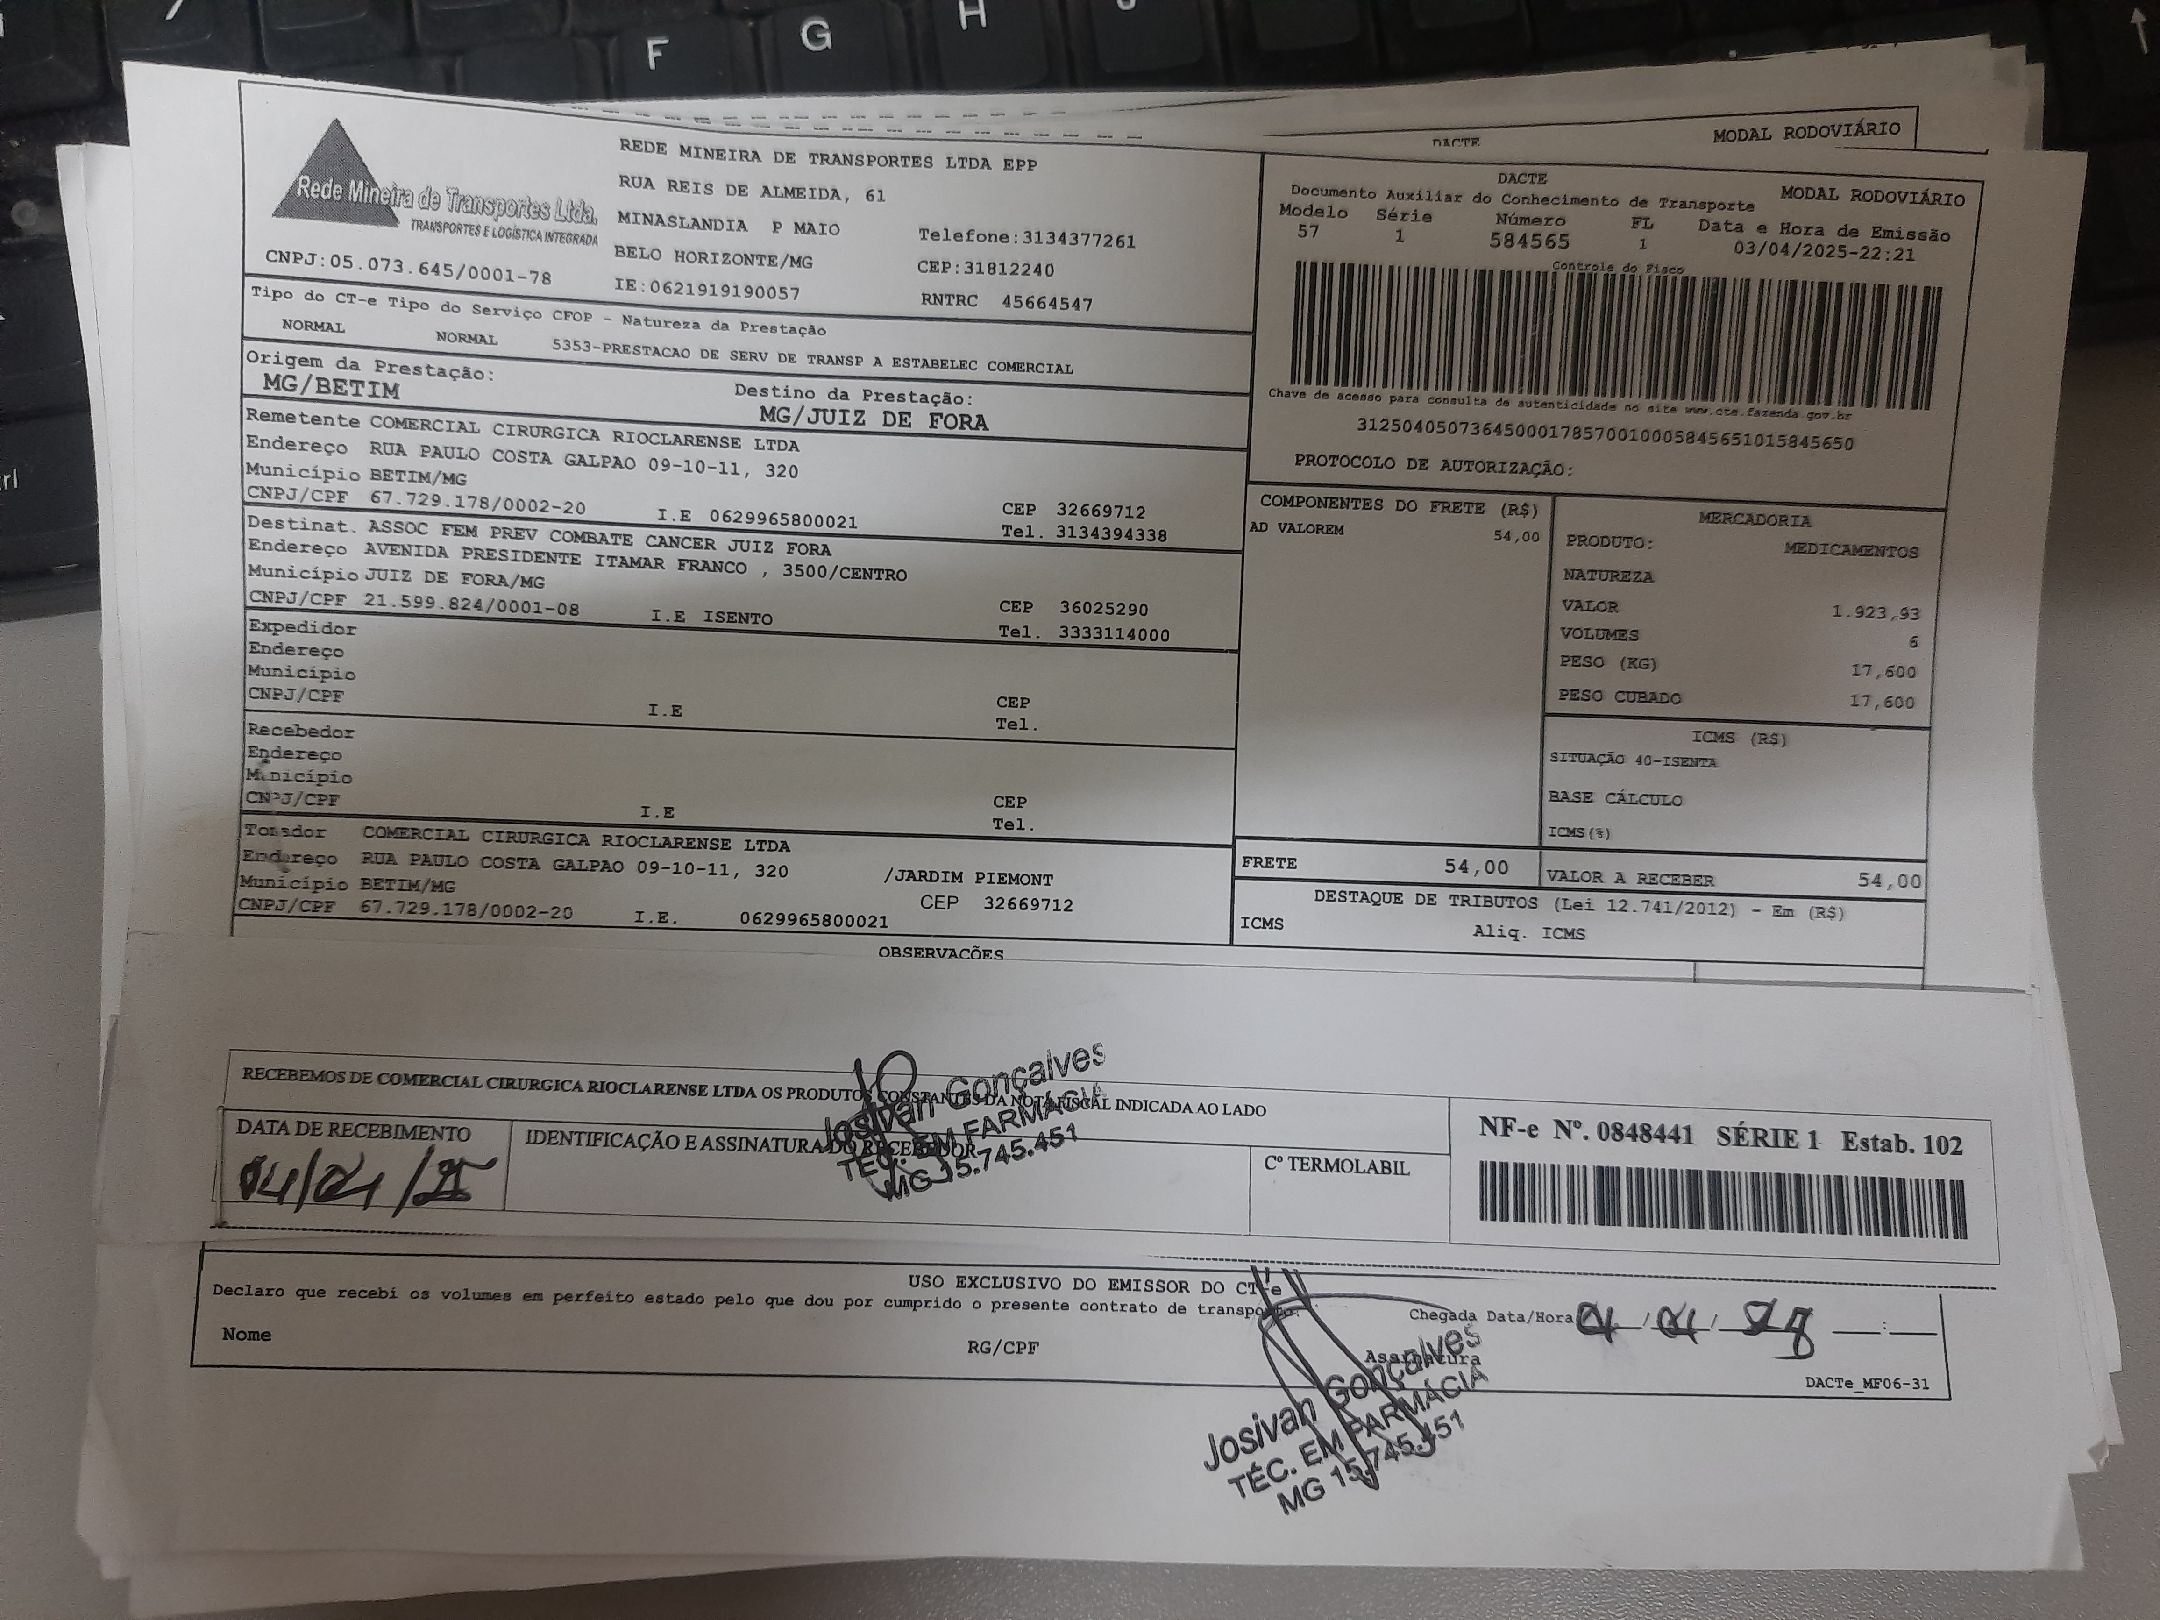 F G H J
rl
DACTE MODAL RODOVIÁRIO
Rede Mineira de Transportes Ltda.
TRANSPORTES E LOGÍSTICA INTEGRADA
CNPJ:05.073.645/0001-78
REDE MINEIRA DE TRANSPORTES LTDA EPP
RUA REIS DE ALMEIDA, 61
MINASLANDIA P MAIO Telefone:3134377261
BELO HORIZONTE/MG CEP:31812240
IE:0621919190057 RNTRC 45664547
DACTE MODAL RODOVIÁRIO
Documento Auxiliar do Conhecimento de Transporte
Modelo Série Número FL Data e Hora de Emissão
57 1 584565 1 03/04/2025-22:21
Controle do Fisco
Chave de acesso para consulta de autenticidade no site www.cte.fazenda.gov.br
31250405073645000178570010005845651015845650
PROTOCOLO DE AUTORIZAÇÃO:
Tipo do CT-e Tipo do Serviço CFOP - Natureza da Prestação
NORMAL NORMAL 5353-PRESTACAO DE SERV DE TRANSP A ESTABELEC COMERCIAL
Origem da Prestação: Destino da Prestação:
MG/BETIM MG/JUIZ DE FORA
Remetente COMERCIAL CIRURGICA RIOCLARENSE LTDA
Endereço RUA PAULO COSTA GALPAO 09-10-11, 320
Município BETIM/MG CEP 32669712
CNPJ/CPF 67.729.178/0002-20 I.E 0629965800021 Tel. 3134394338
Destinat. ASSOC FEM PREV COMBATE CANCER JUIZ FORA
Endereço AVENIDA PRESIDENTE ITAMAR FRANCO , 3500/CENTRO
Município JUIZ DE FORA/MG CEP 36025290
CNPJ/CPF 21.599.824/0001-08 I.E ISENTO Tel. 3333114000
Expedidor
Endereço
Município CEP
CNPJ/CPF I.E Tel.
Recebedor
Endereço
Município CEP
CNPJ/CPF I.E Tel.
Tomador COMERCIAL CIRURGICA RIOCLARENSE LTDA
Endereço RUA PAULO COSTA GALPAO 09-10-11, 320 /JARDIM PIEMONT
Município BETIM/MG CEP 32669712
CNPJ/CPF 67.729.178/0002-20 I.E. 0629965800021
COMPONENTES DO FRETE (R$)
AD VALOREM 54,00
MERCADORIA
PRODUTO: MEDICAMENTOS
NATUREZA
VALOR 1.923,93
VOLUMES 6
PESO (KG) 17,600
PESO CUBADO 17,600
ICMS (R$)
SITUAÇÃO 40-ISENTA
BASE CÁLCULO
ICMS(%)
FRETE 54,00 VALOR A RECEBER 54,00
DESTAQUE DE TRIBUTOS (Lei 12.741/2012) - Em (R$)
ICMS Aliq. ICMS
OBSERVAÇÕES
RECEBEMOS DE COMERCIAL CIRURGICA RIOCLARENSE LTDA OS PRODUTOS CONSTANTES DA NOTA FISCAL INDICADA AO LADO
DATA DE RECEBIMENTO IDENTIFICAÇÃO E ASSINATURA DO RECEBEDOR Cº TERMOLABIL
04/04/25
Josivan Gonçalves
TÉC. EM FARMÁCIA
MG 15.745.451
NF-e Nº. 0848441 SÉRIE 1 Estab. 102
USO EXCLUSIVO DO EMISSOR DO CT-e
Declaro que recebi os volumes em perfeito estado pelo que dou por cumprido o presente contrato de transporte.
Chegada Data/Hora
Nome RG/CPF Assinatura
DACTe_MF06-31
Josivan Gonçalves
TÉC. EM FARMÁCIA
MG 15.745.451